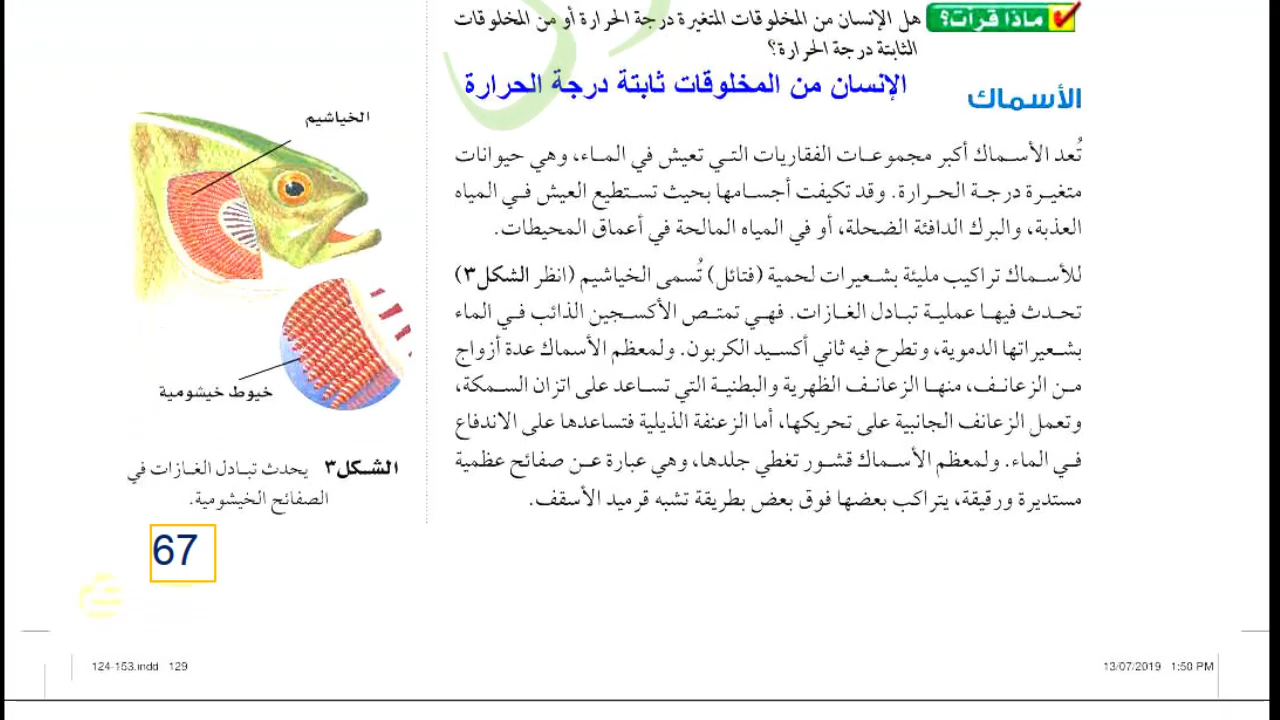 ماذا قرأت؟ هل الإنسان من المخلوقات المتغيرة درجة الحرارة أو من المخلوقات
الثابتة درجة الحرارة؟
الإنسان من المخلوقات ثابتة درجة الحرارة
الأسماك
تُعد الأسماك أكبر مجموعات الفقاريات التي تعيش في الماء، وهي حيوانات
متغيرة درجة الحرارة. وقد تكيفت أجسامها بحيث تستطيع العيش في المياه
العذبة، والبرك الدافئة الضحلة، أو في المياه المالحة في أعماق المحيطات.
للأسماك تراكيب مليئة بشعيرات لحمية (فتائل) تُسمى الخياشيم (انظر الشكل ٣)
تحدث فيها عملية تبادل الغازات. فهي تمتص الأكسجين الذائب في الماء
بشعيراتها الدموية، وتطرح فيه ثاني أكسيد الكربون. ولمعظم الأسماك عدة أزواج
من الزعانف، منها الزعانف الظهرية والبطنية التي تساعد على اتزان السمكة،
وتعمل الزعانف الجانبية على تحريكها، أما الزعنفة الذيلية فتساعدها على الاندفاع
في الماء. ولمعظم الأسماك قشور تغطي جلدها، وهي عبارة عن صفائح عظمية
مستديرة ورقيقة، يتراكب بعضها فوق بعض بطريقة تشبه قرميد الأسقف.
الخياشيم
خيوط خيشومية
الشكل ٣ يحدث تبادل الغازات في
الصفائح الخيشومية.
67
124-153.indd 129
13/07/2019 1:50 PM